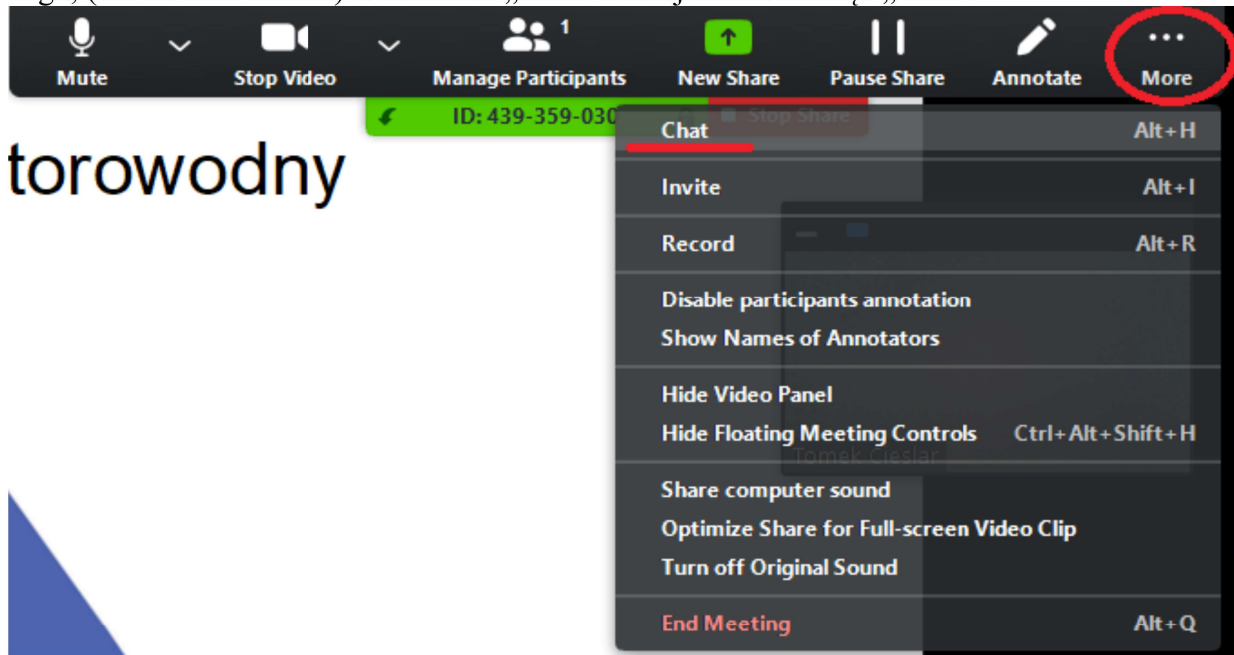 1
Mute Stop Video Manage Participants New Share Pause Share Annotate More
ID: 439-359-030 Stop Share
torowodny
Chat Alt+H
Invite Alt+I
Record Alt+R
Disable participants annotation
Show Names of Annotators
Hide Video Panel
Hide Floating Meeting Controls Ctrl+Alt+Shift+H
Tomek Cieslar
Share computer sound
Optimize Share for Full-screen Video Clip
Turn off Original Sound
End Meeting Alt+Q